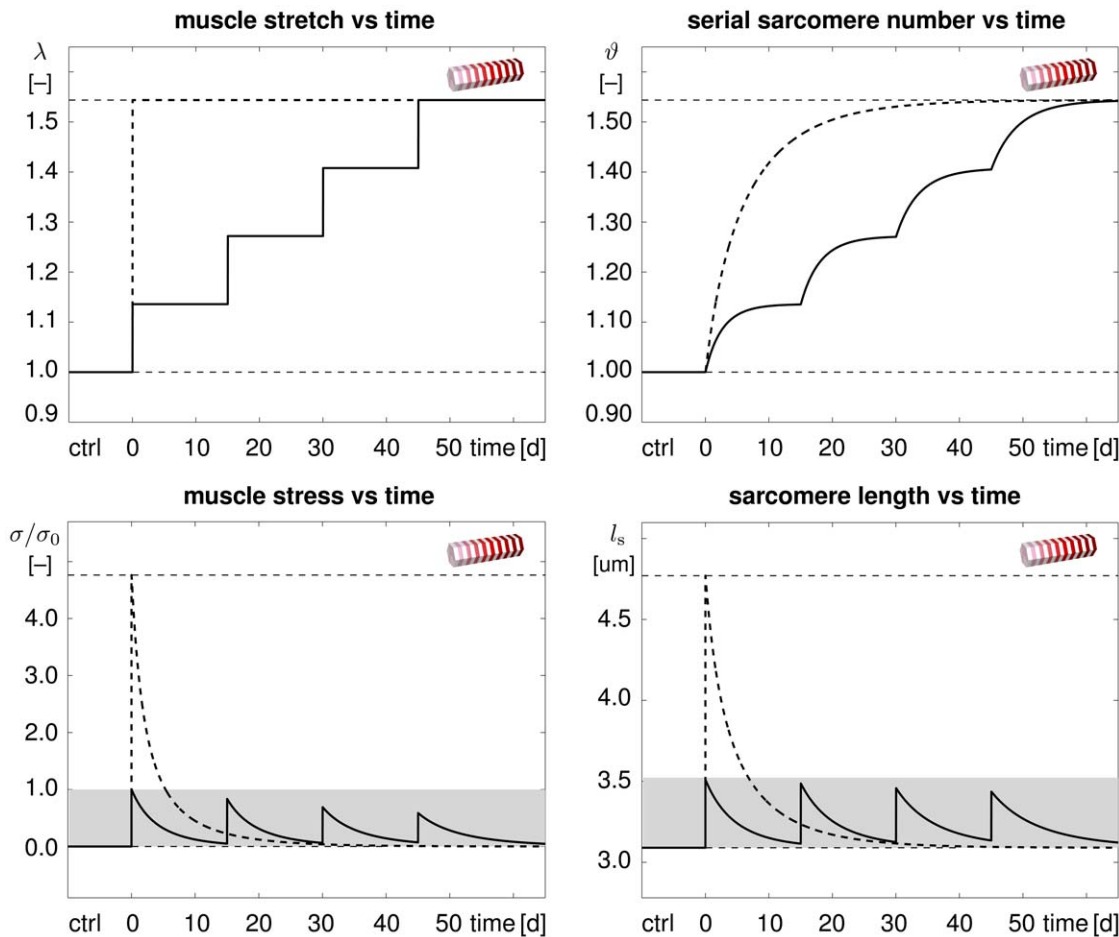 muscle stretch vs time
λ
[–]
1.5
1.4
1.3
1.2
1.1
1.0
0.9
ctrl 0 10 20 30 40 50 time [d]
serial sarcomere number vs time
ϑ
[–]
1.50
1.40
1.30
1.20
1.10
1.00
0.90
ctrl 0 10 20 30 40 50 time [d]
muscle stress vs time
σ/σ₀
[–]
4.0
3.0
2.0
1.0
0.0
ctrl 0 10 20 30 40 50 time [d]
sarcomere length vs time
lₛ
[um]
4.5
4.0
3.5
3.0
ctrl 0 10 20 30 40 50 time [d]